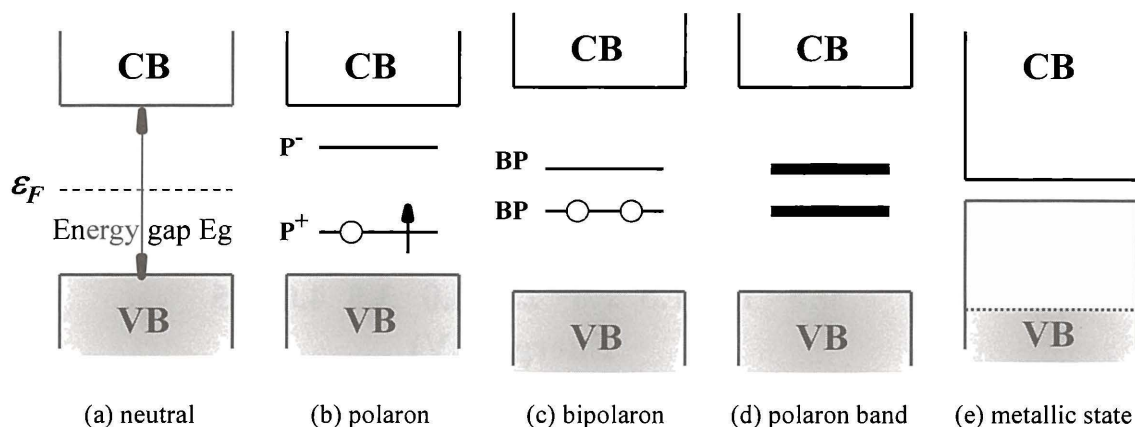 CB
CB
CB
CB
CB
P⁻
BP
ε_F
BP
Energy gap Eg
P⁺
VB
VB
VB
VB
VB
(a) neutral
(b) polaron
(c) bipolaron
(d) polaron band
(e) metallic state